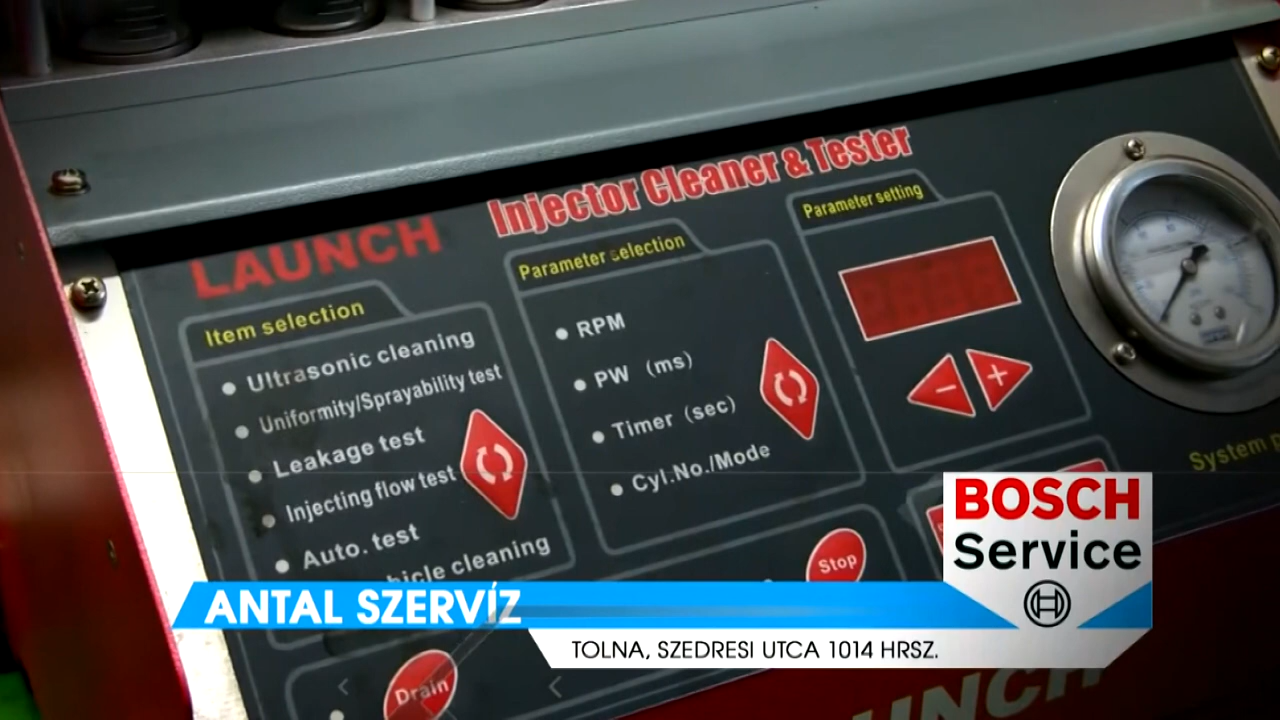 Injector Cleaner & Tester
LAUNCH
Item selection
Ultrasonic cleaning
Uniformity/Sprayability test
Leakage test
Injecting flow test
Auto. test
cleaning
Parameter selection
RPM
PW (ms)
Timer (sec)
Cyl.No./Mode
Parameter setting
- +
System
Stop
Drain
BOSCH
Service
ANTAL SZERVÍZ
TOLNA, SZEDRESI UTCA 1014 HRSZ.